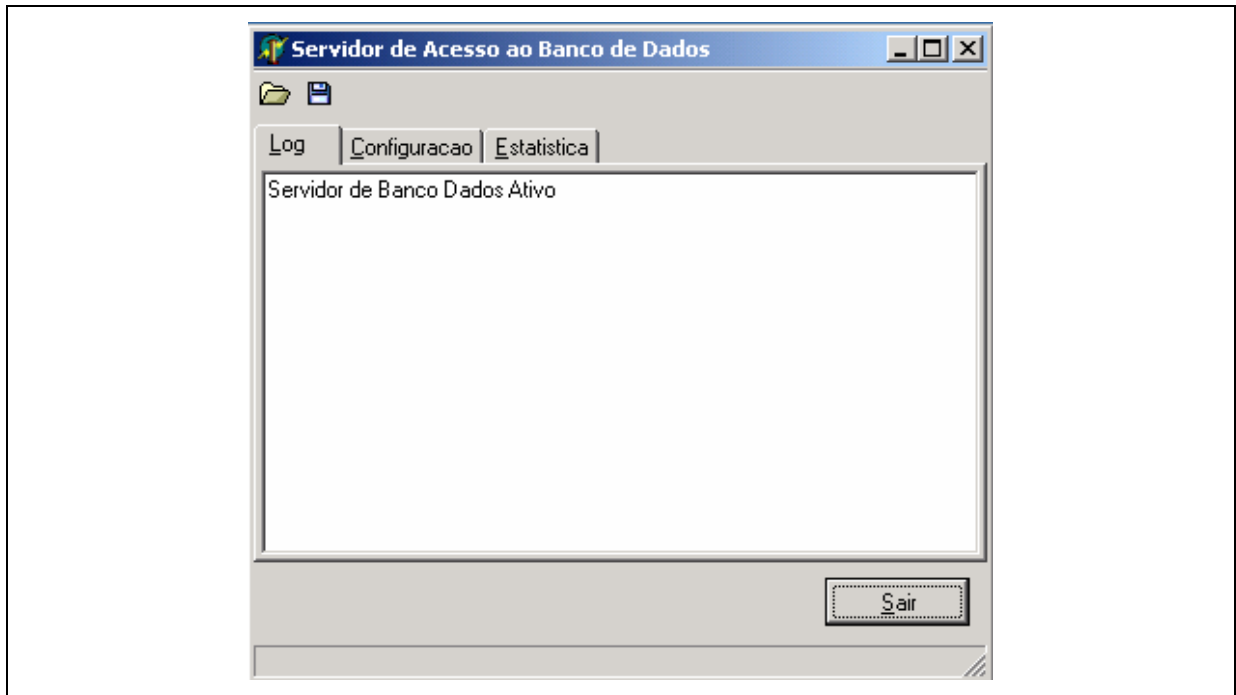 Servidor de Acesso ao Banco de Dados
Log Configuracao Estatistica
Servidor de Banco Dados Ativo
Sair